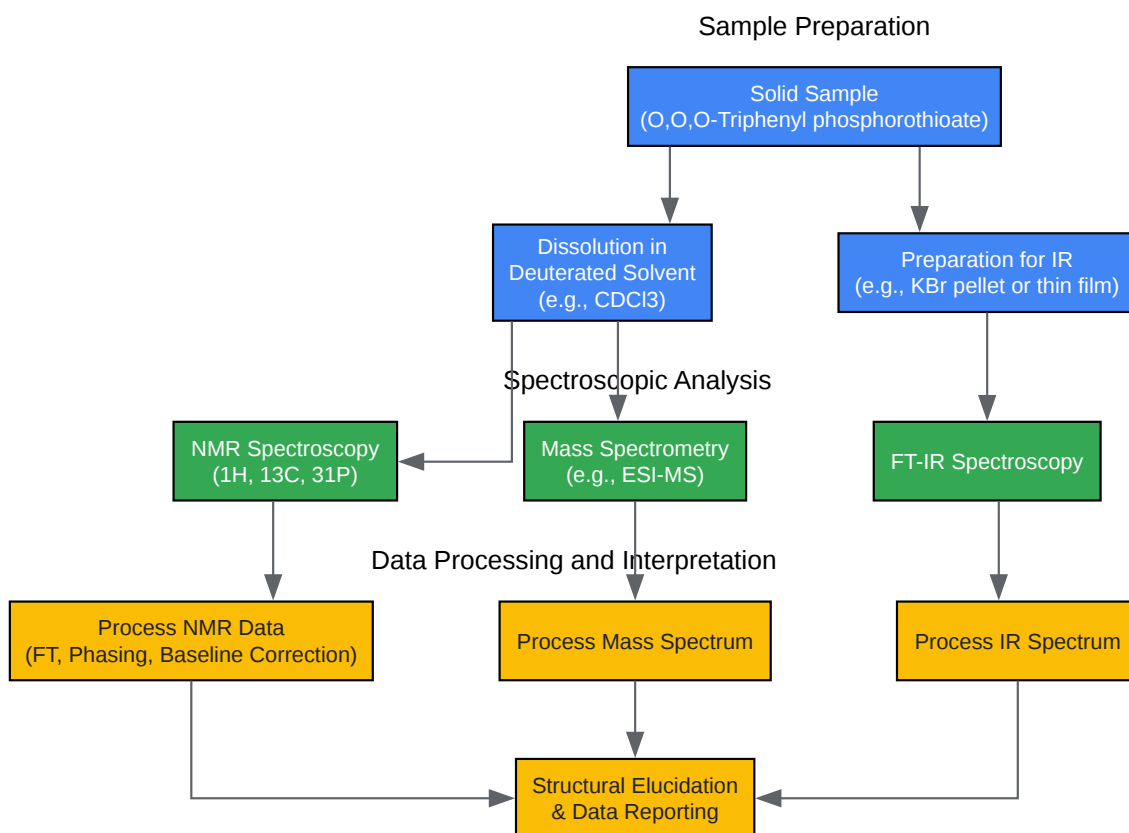 Sample Preparation
Solid Sample
(O,O,O-Triphenyl phosphorothioate)
Dissolution in
Deuterated Solvent
(e.g., CDCl3)
Preparation for IR
(e.g., KBr pellet or thin film)
Spectroscopic Analysis
NMR Spectroscopy
(1H, 13C, 31P)
Mass Spectrometry
(e.g., ESI-MS)
FT-IR Spectroscopy
Data Processing and Interpretation
Process NMR Data
(FT, Phasing, Baseline Correction)
Process Mass Spectrum
Process IR Spectrum
Structural Elucidation
& Data Reporting